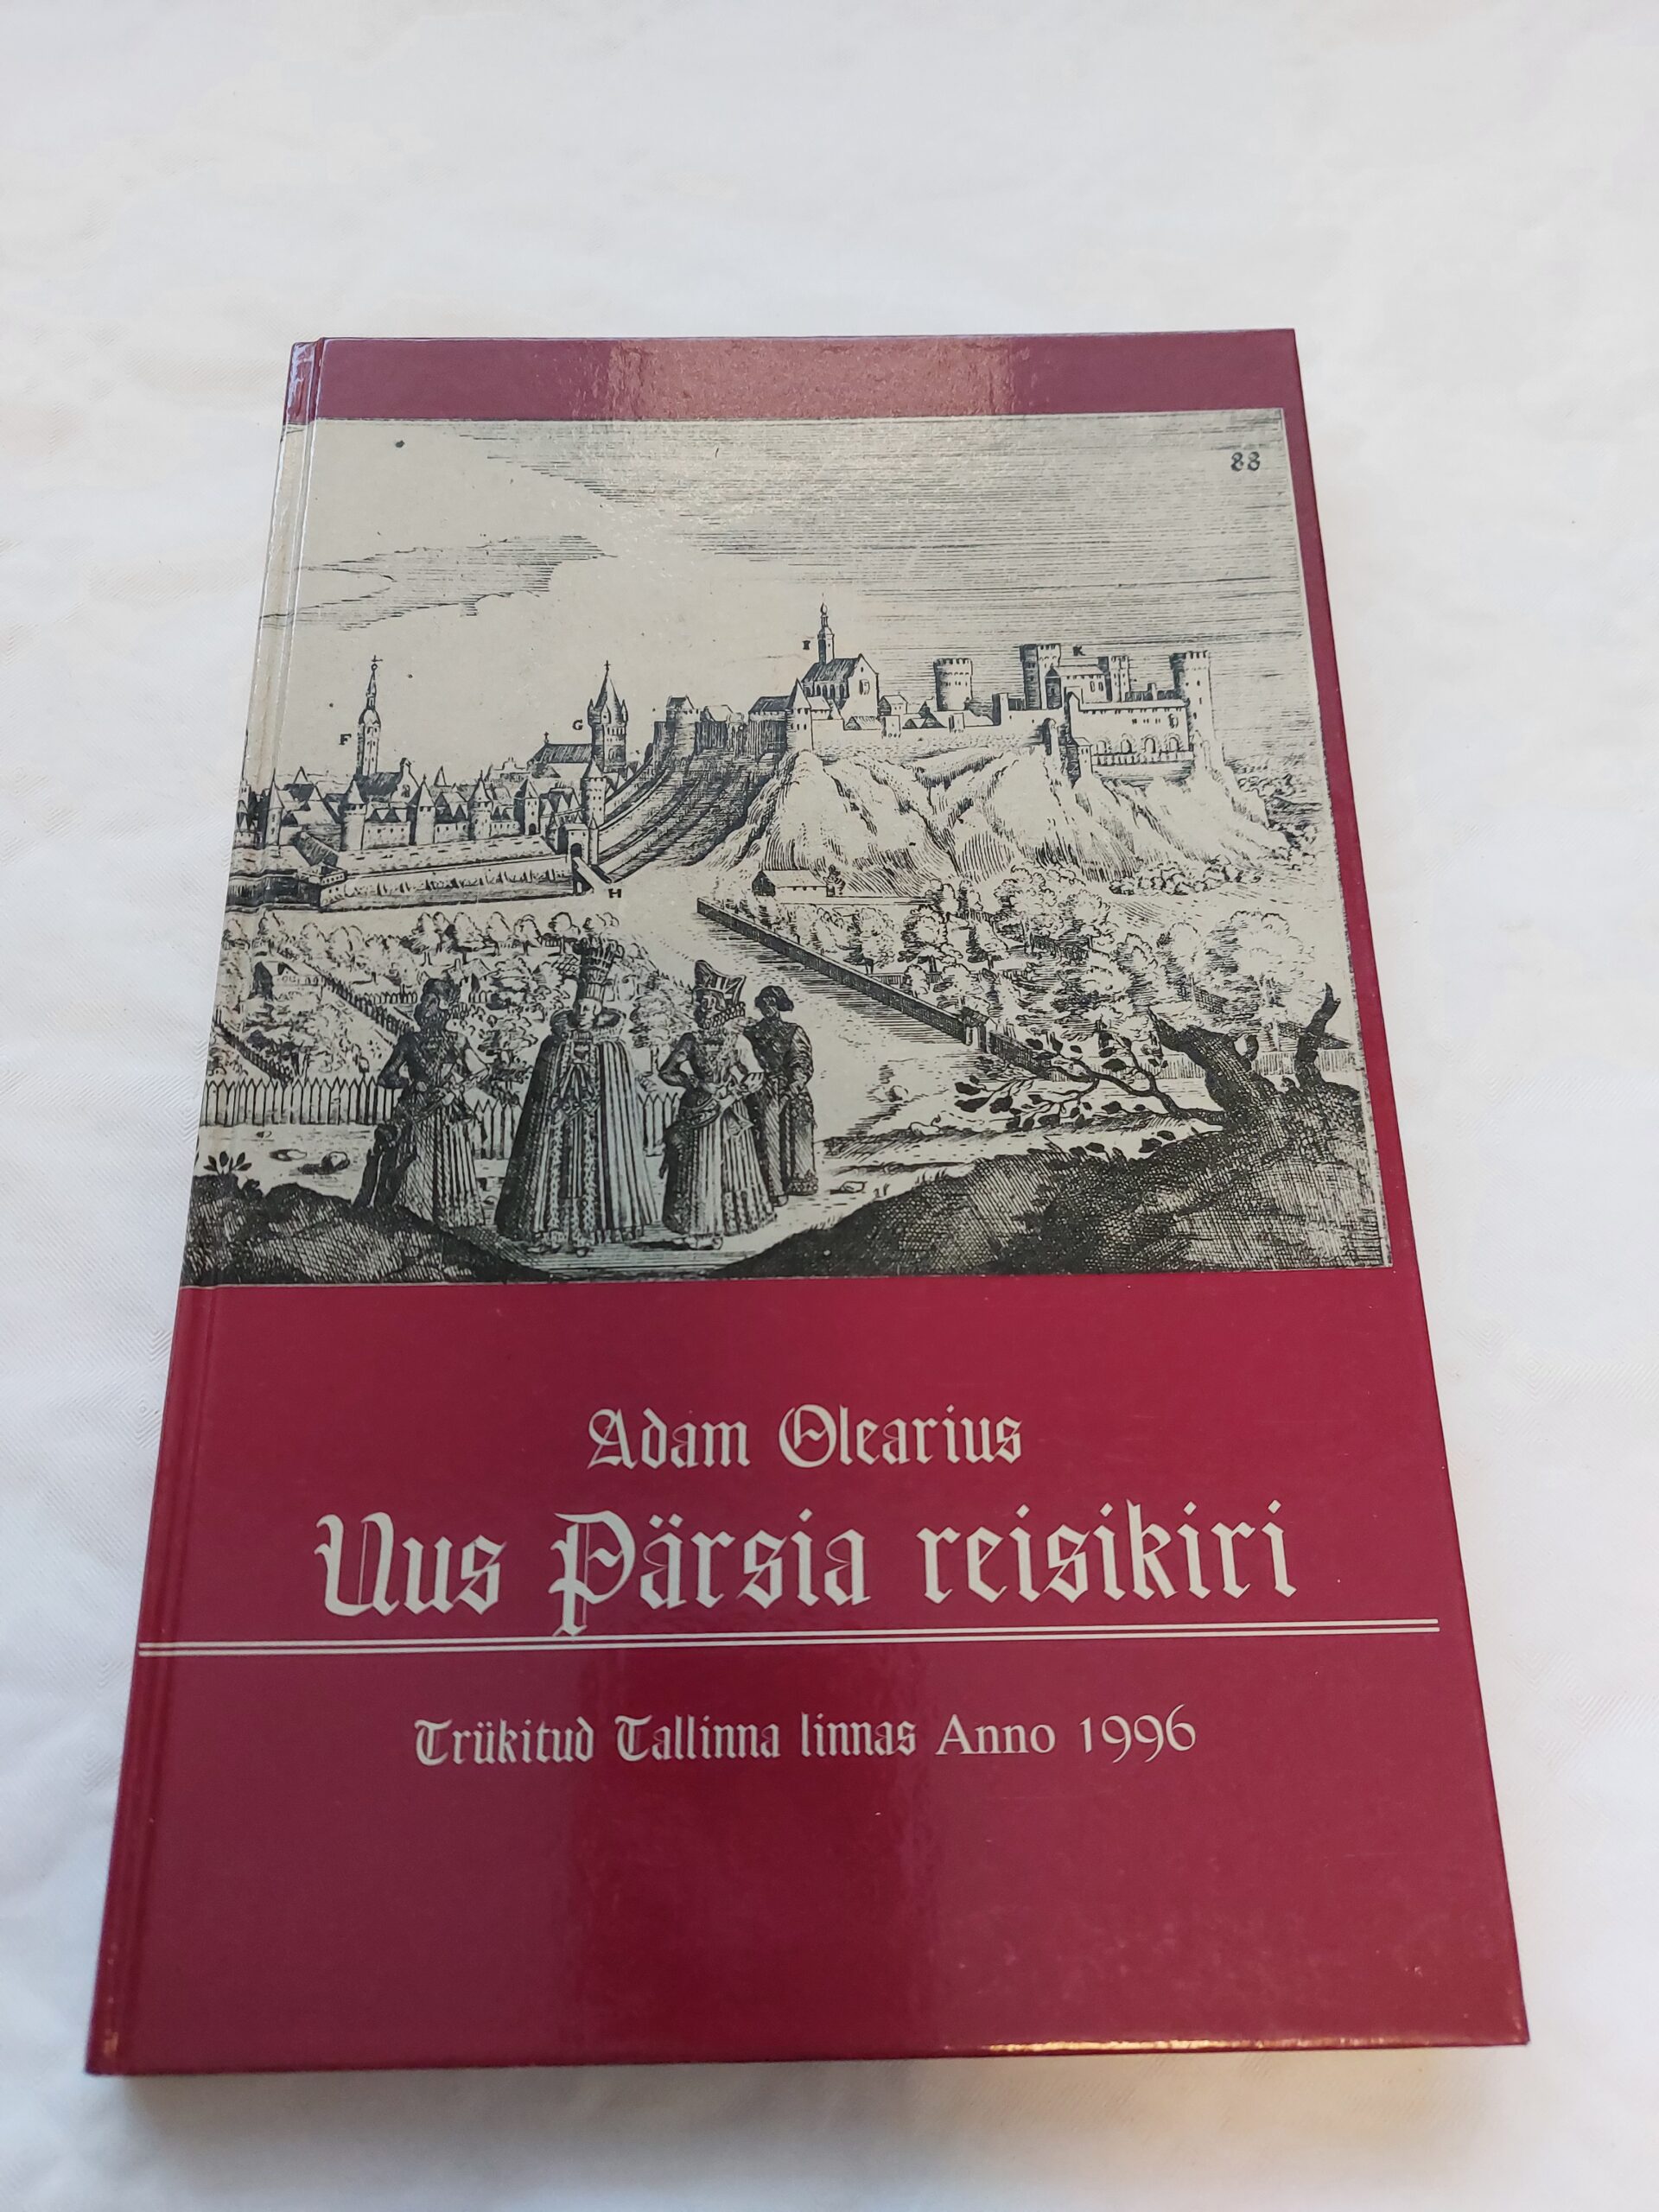 88
I
K
F
G
H
Adam Olearius
Uus Pärsia reisikiri
Trükitud Tallinna linnas Anno 1996